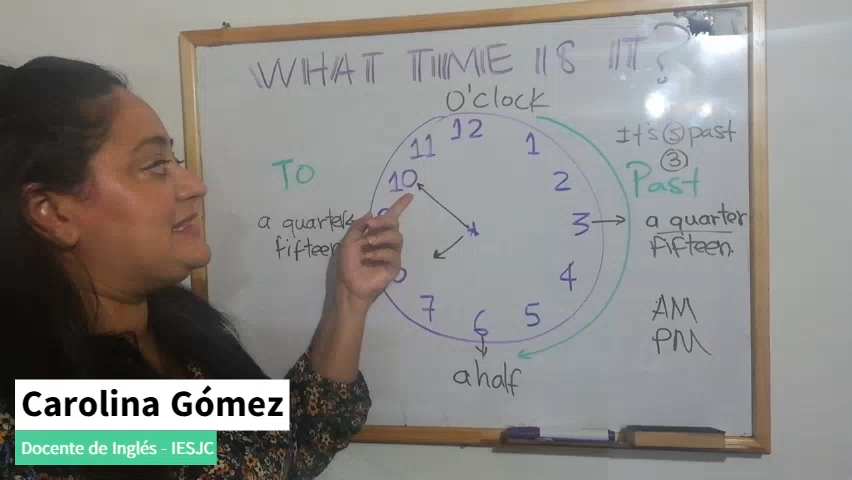 WHAT TIME IS IT?
O'clock
It's 5 past
3
TO
Past
a quarter
fifteen
a quarter
fifteen
12
1
2
3
4
5
6
7
10
11
a half
AM
PM
Carolina Gómez
Docente de Inglés - IESJC